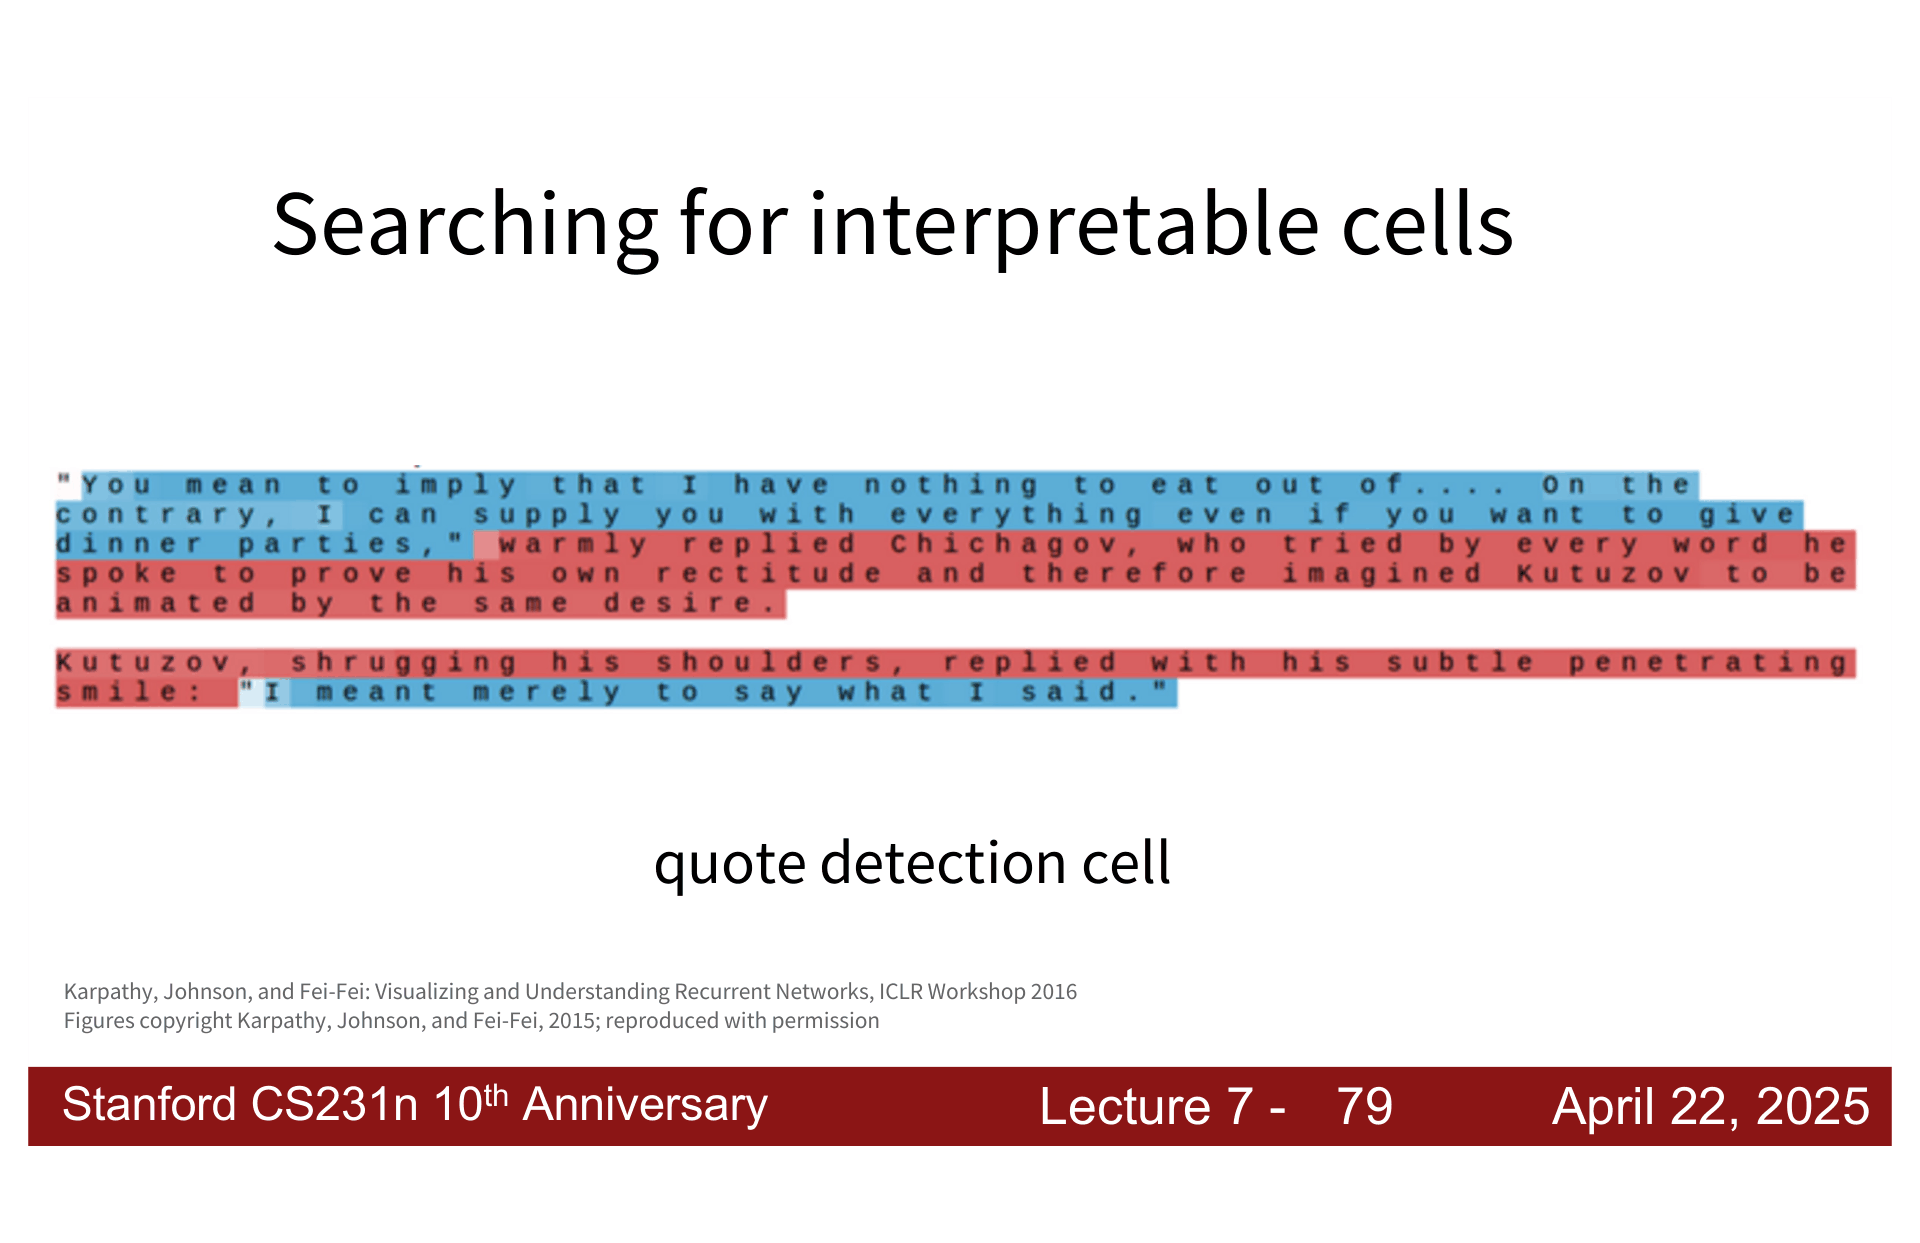 Searching for interpretable cells
"You mean to imply that I have nothing to eat out of.... On the
contrary, I can supply you with everything even if you want to give
dinner parties," warmly replied Chichagov, who tried by every word he
spoke to prove his own rectitude and therefore imagined Kutuzov to be
animated by the same desire.
Kutuzov, shrugging his shoulders, replied with his subtle penetrating
smile: "I meant merely to say what I said."
quote detection cell
Karpathy, Johnson, and Fei-Fei: Visualizing and Understanding Recurrent Networks, ICLR Workshop 2016
Figures copyright Karpathy, Johnson, and Fei-Fei, 2015; reproduced with permission
Stanford CS231n 10th Anniversary Lecture 7 - 79 April 22, 2025